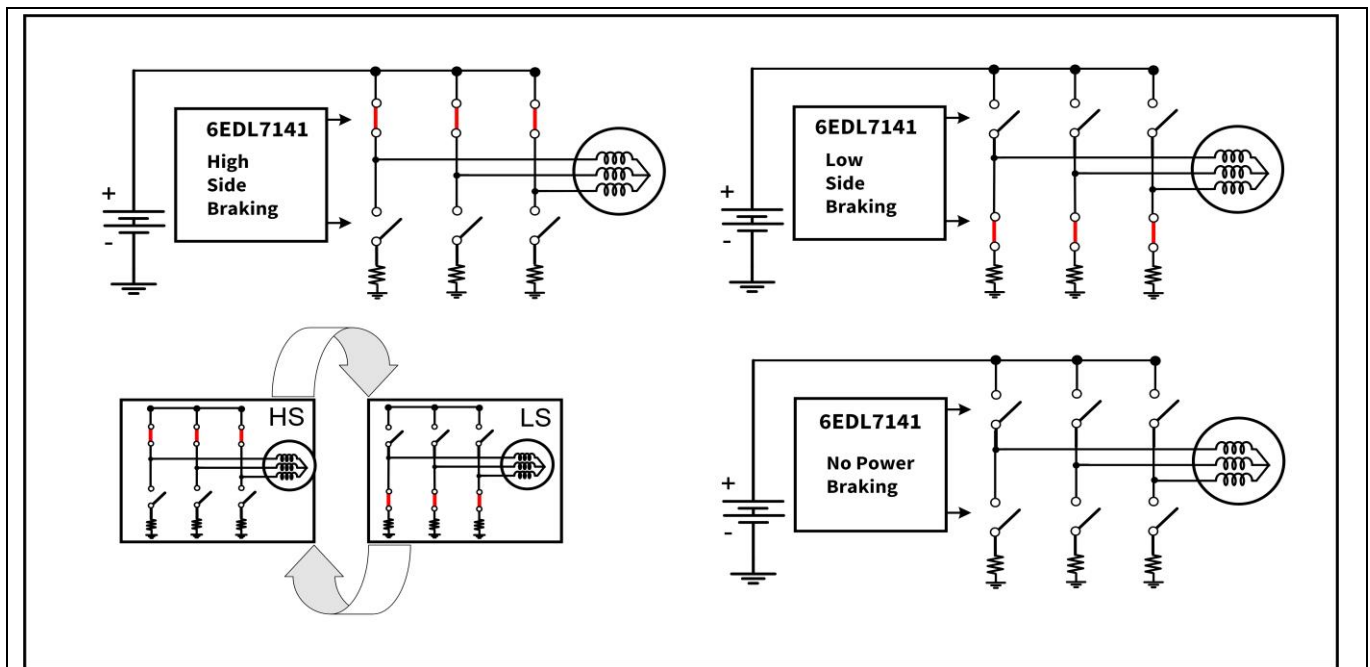 6EDL7141
High
Side
Braking
+
-
6EDL7141
Low
Side
Braking
+
-
HS
LS
6EDL7141
No Power
Braking
+
-